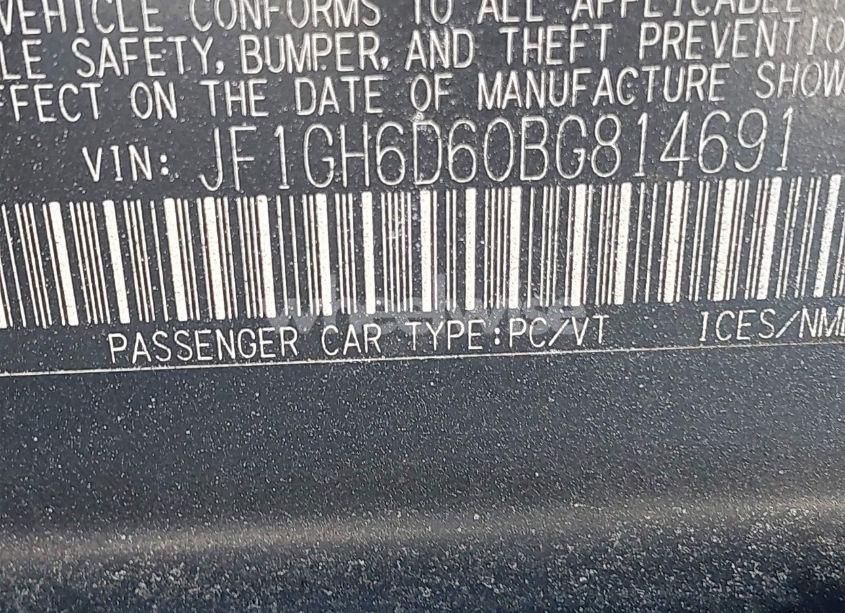 VEHICLE CONFORMS TO ALL APPLICABLE
LE SAFETY, BUMPER, AND THEFT PREVENTIO
FFECT ON THE DATE OF MANUFACTURE SHOW
VIN: JF1GH6D60BG814691
wheelwise
PASSENGER CAR TYPE:PC/VT ICES/NM